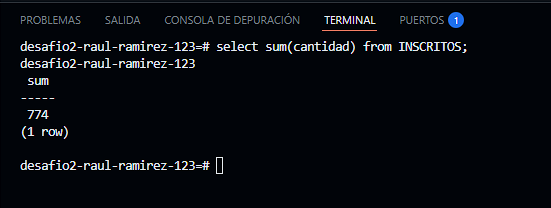 PROBLEMAS SALIDA CONSOLA DE DEPURACIÓN TERMINAL PUERTOS 1
desafio2-raul-ramirez-123=# select sum(cantidad) from INSCRITOS;
desafio2-raul-ramirez-123
 sum
-----
 774
(1 row)
desafio2-raul-ramirez-123=#